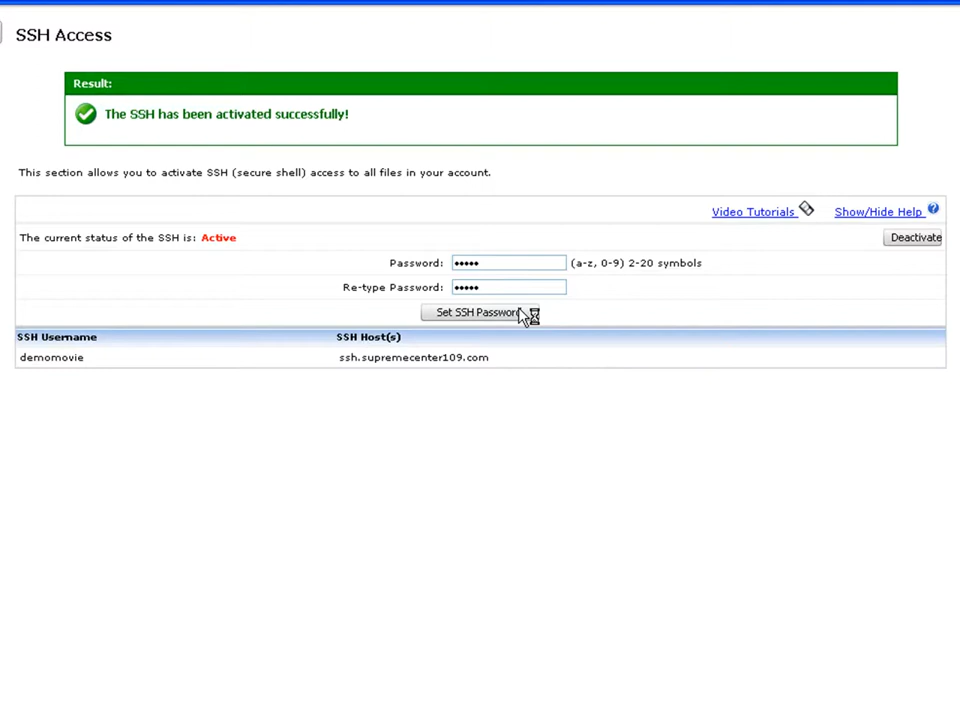 SSH Access
Result:
The SSH has been activated successfully!
This section allows you to activate SSH (secure shell) access to all files in your account.
Video Tutorials Show/Hide Help ?
The current status of the SSH is: Active Deactivate
Password: ••••• (a-z, 0-9) 2-20 symbols
Re-type Password: •••••
Set SSH Password
SSH Username SSH Host(s)
demomovie ssh.supremecenter109.com